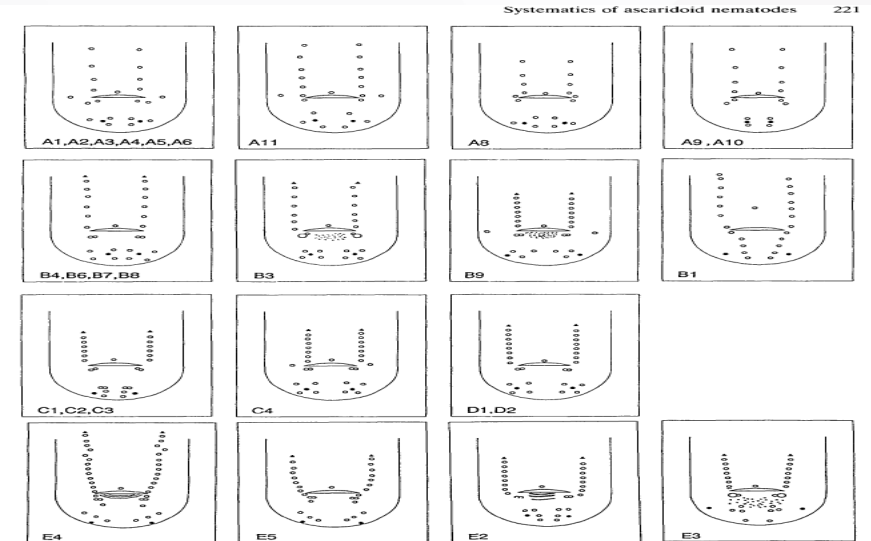 Systematics of ascaridoid nematodes 221
A1,A2,A3,A4,A5,A6 A11 A8 A9,A10
B4,B6,B7,B8 B3 B9 B1
C1,C2,C3 C4 D1,D2
E4 E5 E2 E3